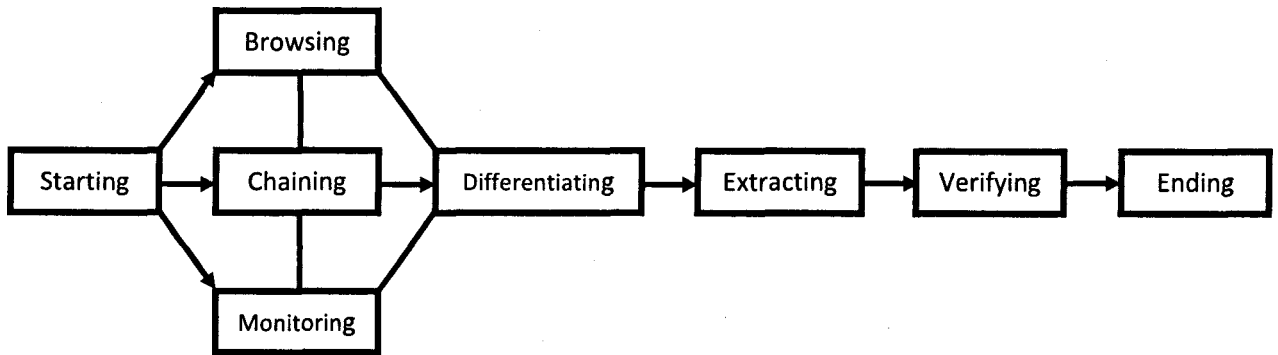 Browsing
Starting
Chaining
Differentiating
Extracting
Verifying
Ending
Monitoring